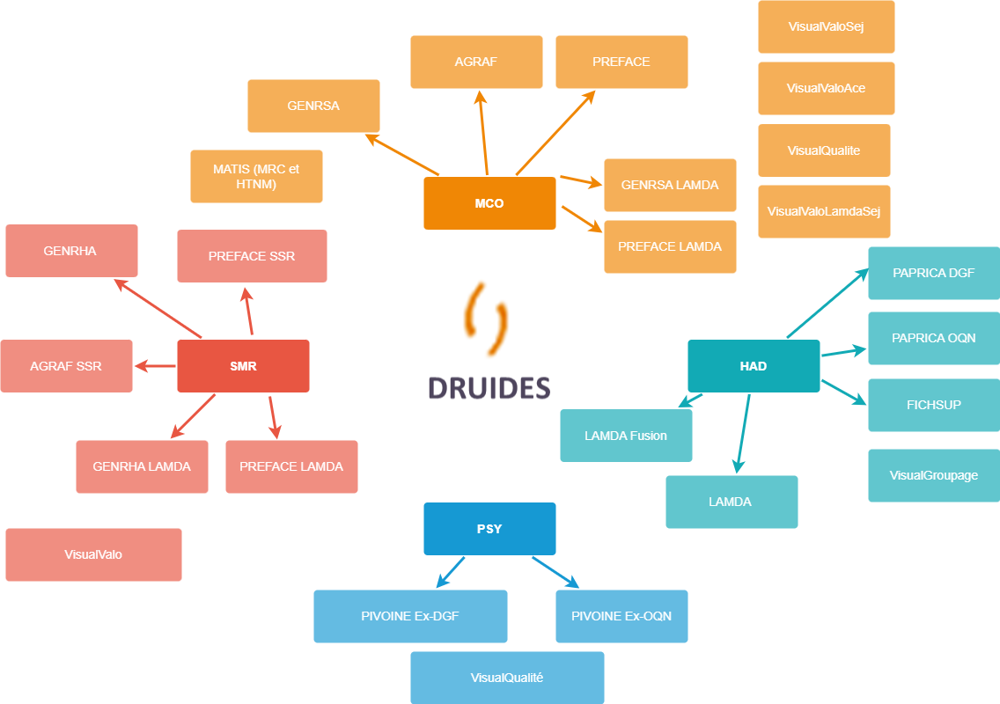 VisualValoSej
AGRAF
PREFACE
VisualValoAce
GENRSA
VisualQualite
MATIS (MRC et
HTNM)
GENRSA LAMDA
MCO
VisualValoLamdaSej
PREFACE LAMDA
GENRHA
PREFACE SSR
PAPRICA DGF
PAPRICA OQN
AGRAF SSR
SMR
HAD
DRUIDES
FICHSUP
LAMDA Fusion
GENRHA LAMDA
PREFACE LAMDA
VisualGroupage
LAMDA
PSY
VisualValo
PIVOINE Ex-DGF
PIVOINE Ex-OQN
VisualQualité